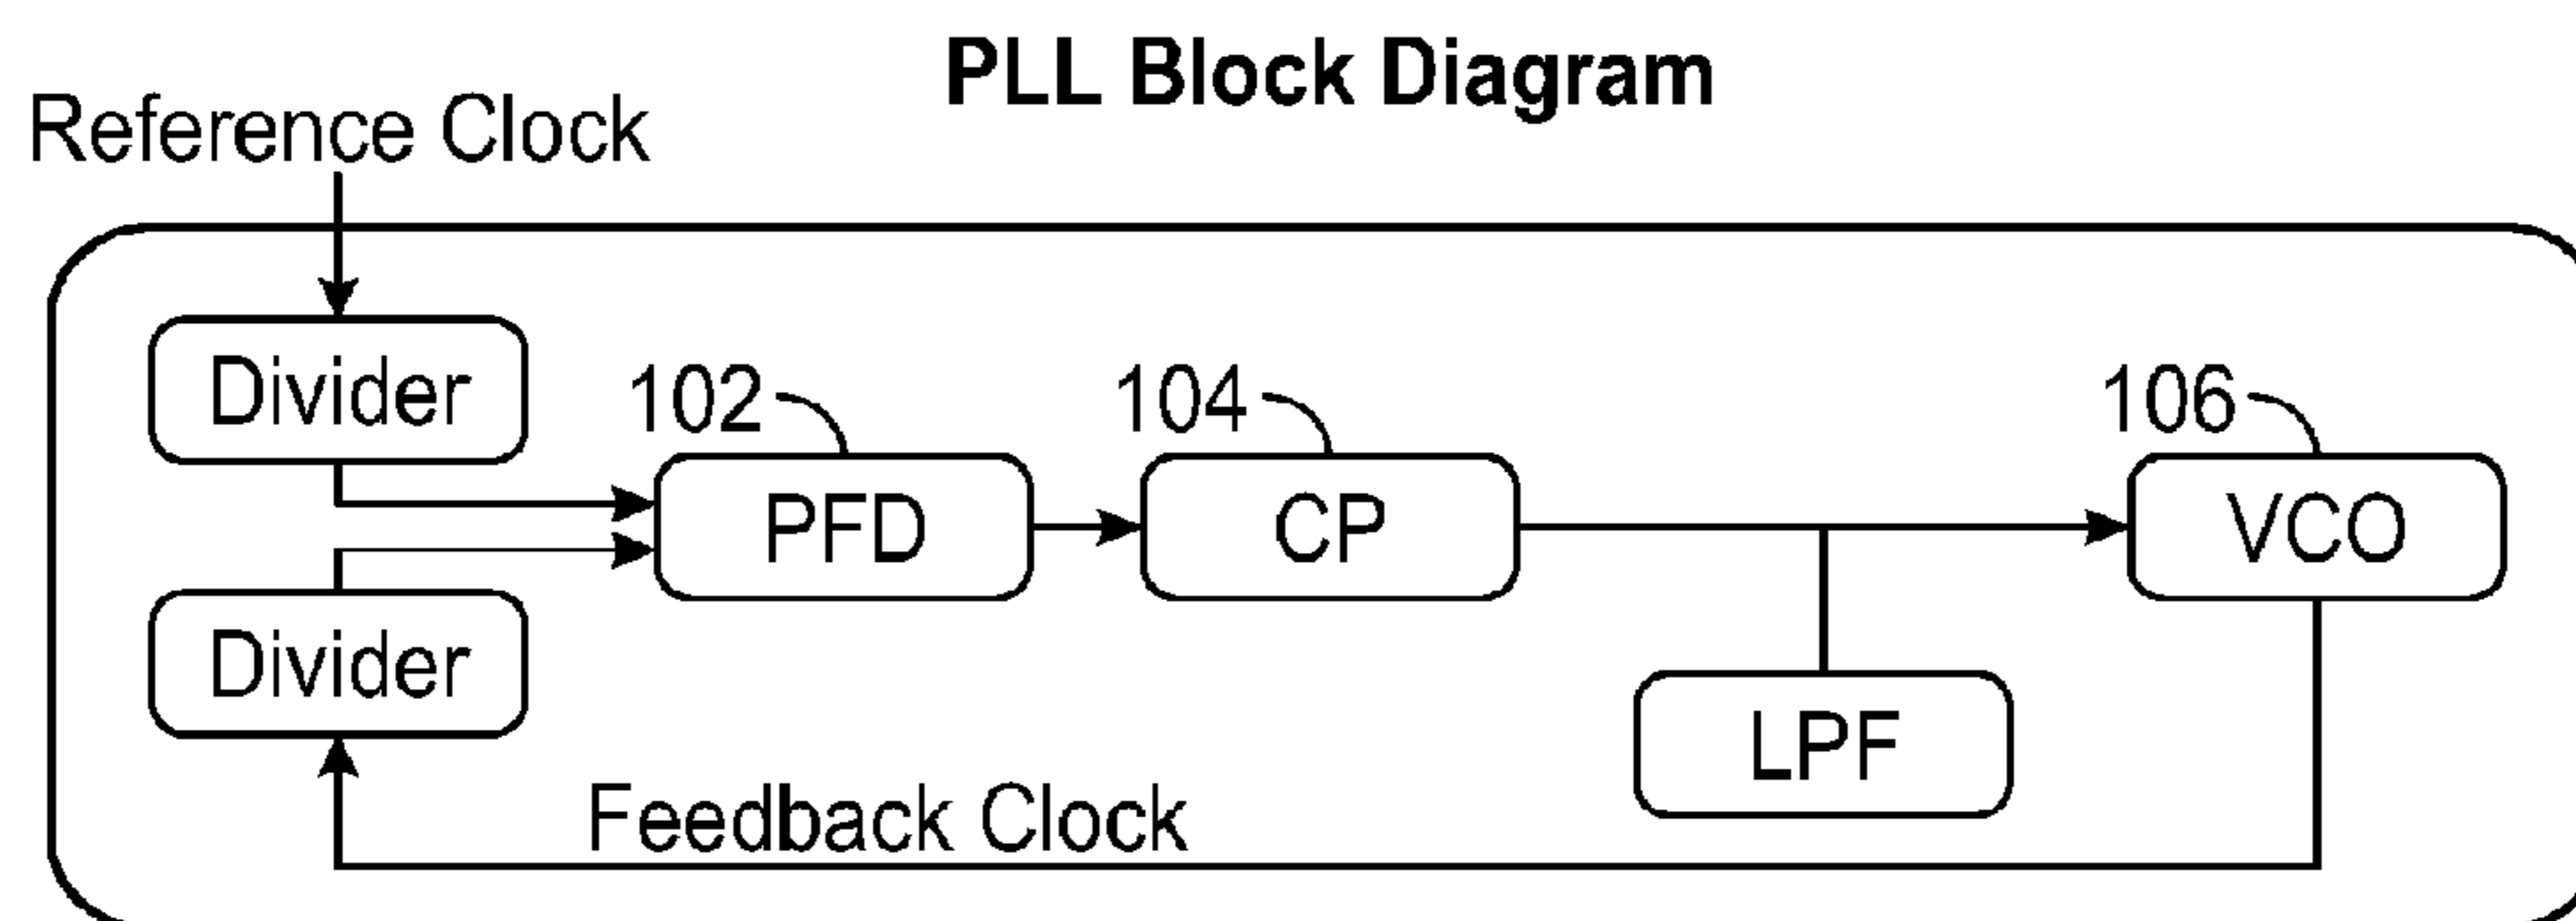 PLL Block Diagram
Reference Clock
Divider
102
104
106
PFD
CP
VCO
Divider
LPF
Feedback Clock